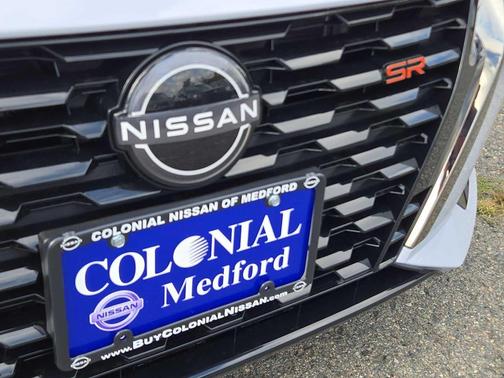 SR
NISSAN
COLONIAL NISSAN OF MEDFORD
COLONIAL
Medford
NISSAN
www.BUYCOLONIALNISSAN.com